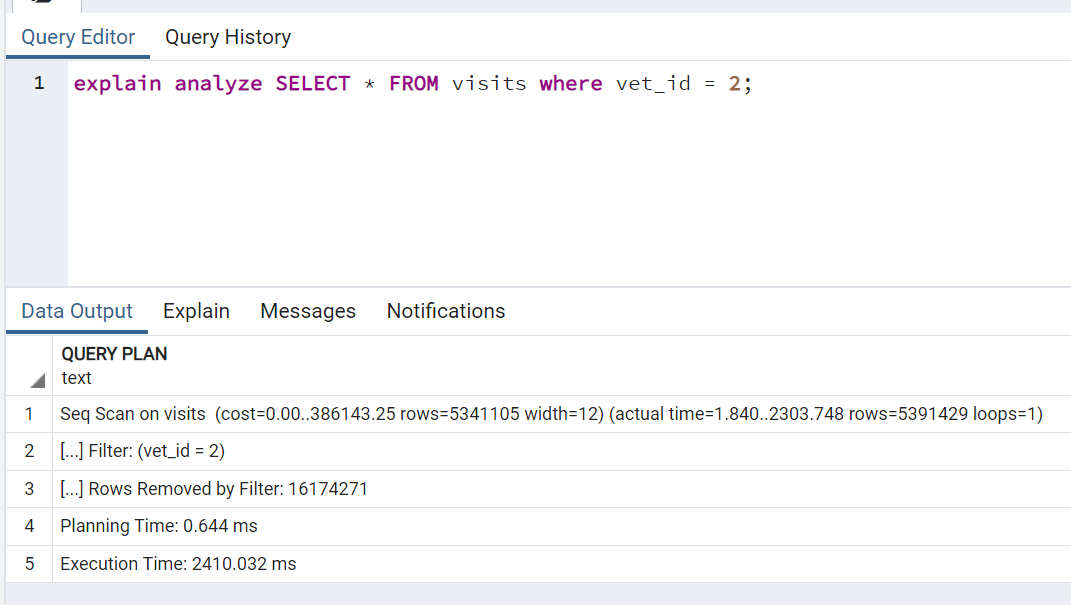 Query Editor Query History
1 explain analyze SELECT * FROM visits where vet_id = 2;
Data Output Explain Messages Notifications
QUERY PLAN
text
1 Seq Scan on visits (cost=0.00..386143.25 rows=5341105 width=12) (actual time=1.840..2303.748 rows=5391429 loops=1)
2 [...] Filter: (vet_id = 2)
3 [...] Rows Removed by Filter: 16174271
4 Planning Time: 0.644 ms
5 Execution Time: 2410.032 ms